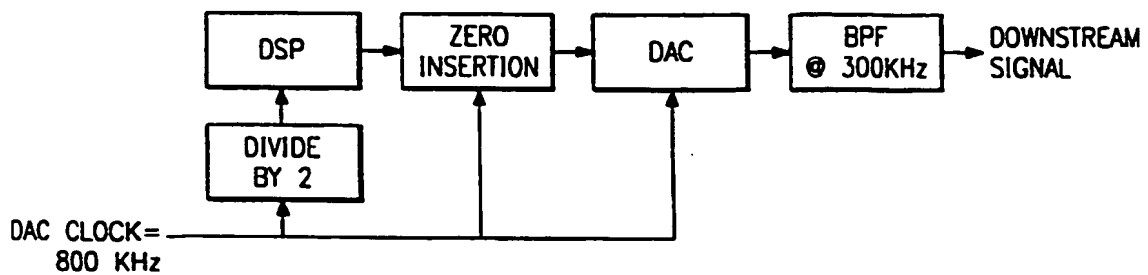 DSP
ZERO
INSERTION
DAC
BPF
@ 300KHz
DOWNSTREAM
SIGNAL
DIVIDE
BY 2
DAC CLOCK=
800 KHz